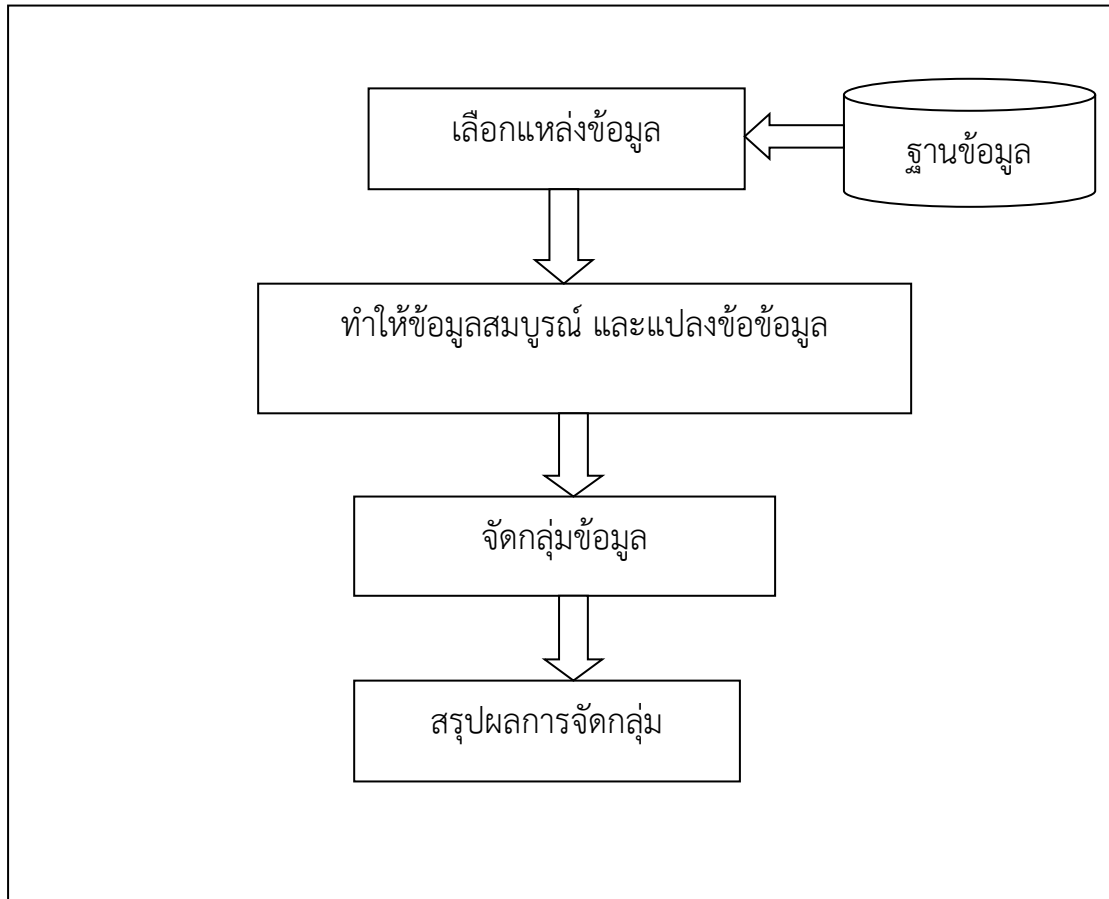 เลือกแหล่งข้อมูล
ฐานข้อมูล
ทำให้ข้อมูลสมบูรณ์ และแปลงข้อข้อมูล
จัดกลุ่มข้อมูล
สรุปผลการจัดกลุ่ม